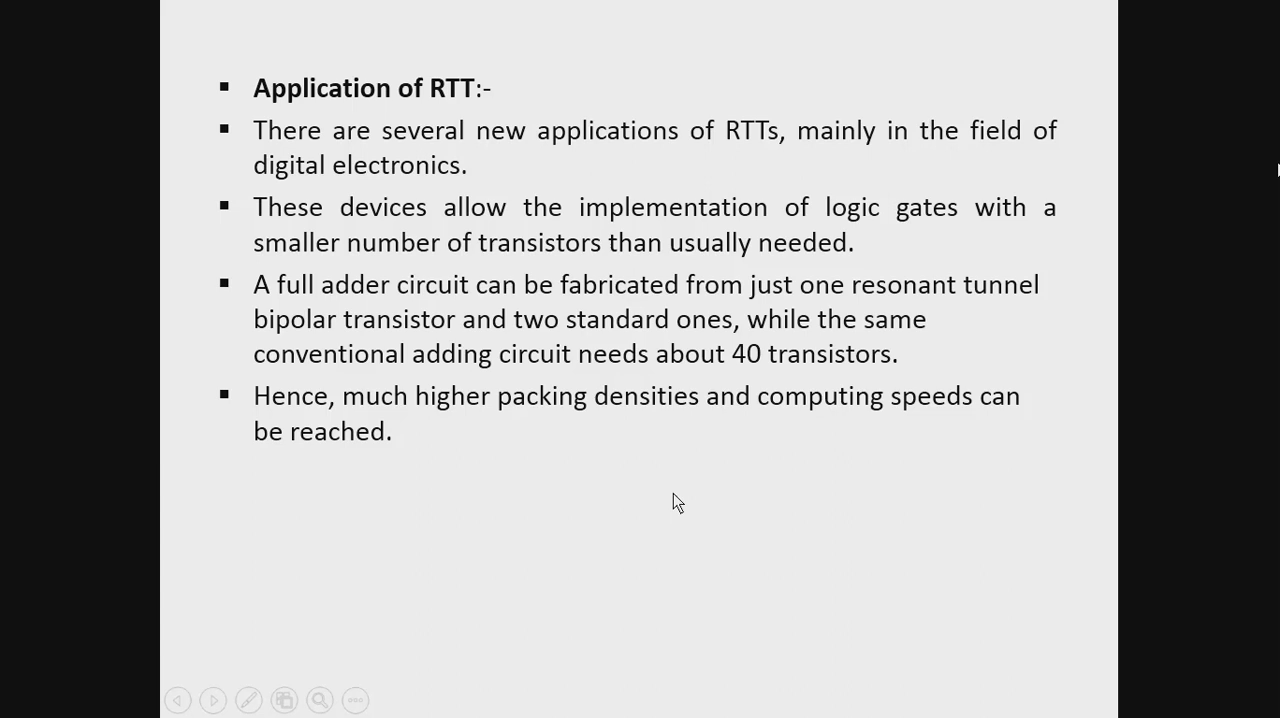 ▪ Application of RTT:-
▪ There are several new applications of RTTs, mainly in the field of
digital electronics.
▪ These devices allow the implementation of logic gates with a
smaller number of transistors than usually needed.
▪ A full adder circuit can be fabricated from just one resonant tunnel
bipolar transistor and two standard ones, while the same
conventional adding circuit needs about 40 transistors.
▪ Hence, much higher packing densities and computing speeds can
be reached.